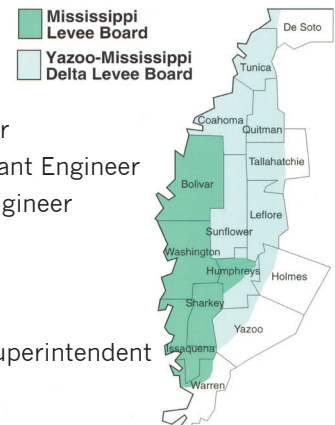 Mississippi
Levee Board
Yazoo-Mississippi
Delta Levee Board
De Soto
Tunica
Coahoma
Quitman
Tallahatchie
Bolivar
Leflore
Sunflower
Washington
Humphreys
Holmes
Sharkey
Yazoo
Issaquena
Warren
r
ant Engineer
gineer
uperintendent